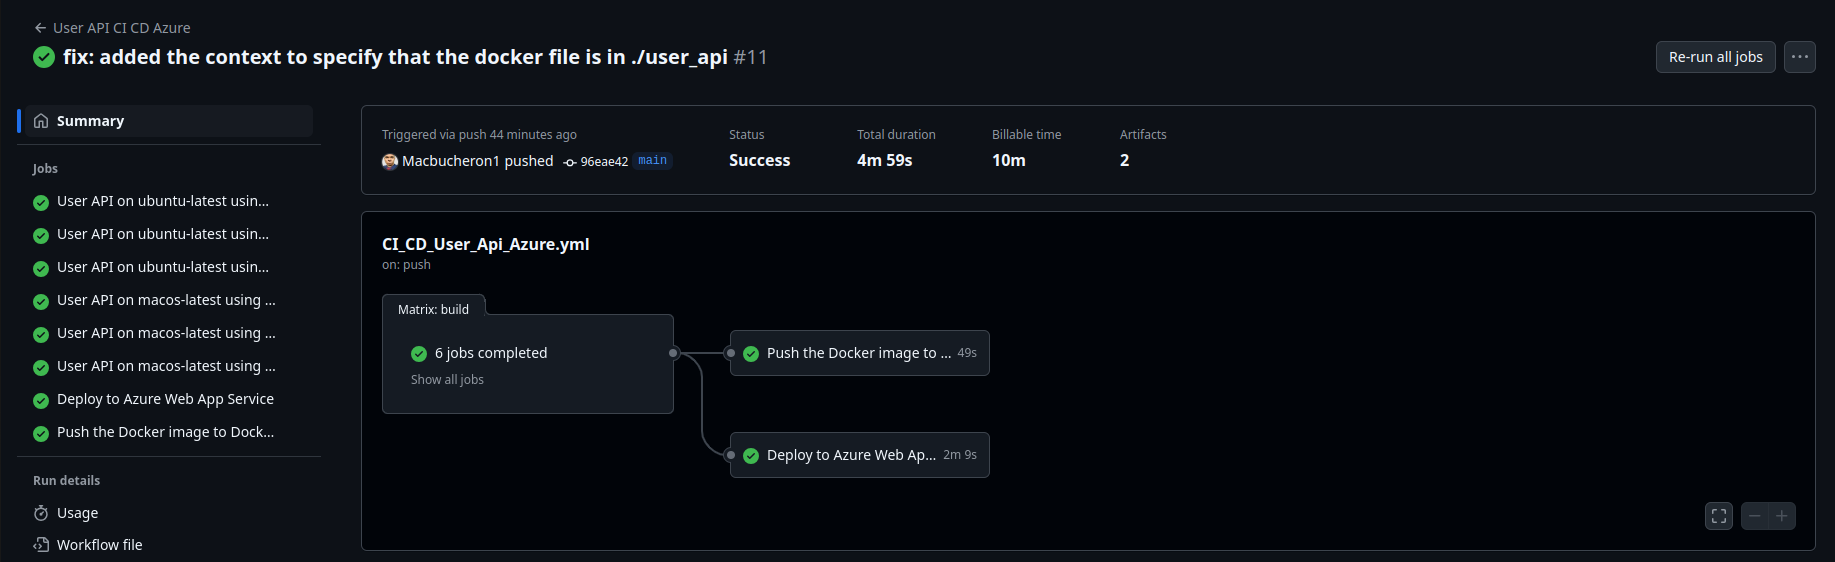 User API CI CD Azure
fix: added the context to specify that the docker file is in ./user_api #11
Re-run all jobs
Summary
Jobs
User API on ubuntu-latest usin...
User API on ubuntu-latest usin...
User API on ubuntu-latest usin...
User API on macos-latest using ...
User API on macos-latest using ...
User API on macos-latest using ...
Deploy to Azure Web App Service
Push the Docker image to Dock...
Run details
Usage
Workflow file
Triggered via push 44 minutes ago
Macbucheron1 pushed 96eae42 main
Status
Success
Total duration
4m 59s
Billable time
10m
Artifacts
2
CI_CD_User_Api_Azure.yml
on: push
Matrix: build
6 jobs completed
Show all jobs
Push the Docker image to ... 49s
Deploy to Azure Web Ap... 2m 9s